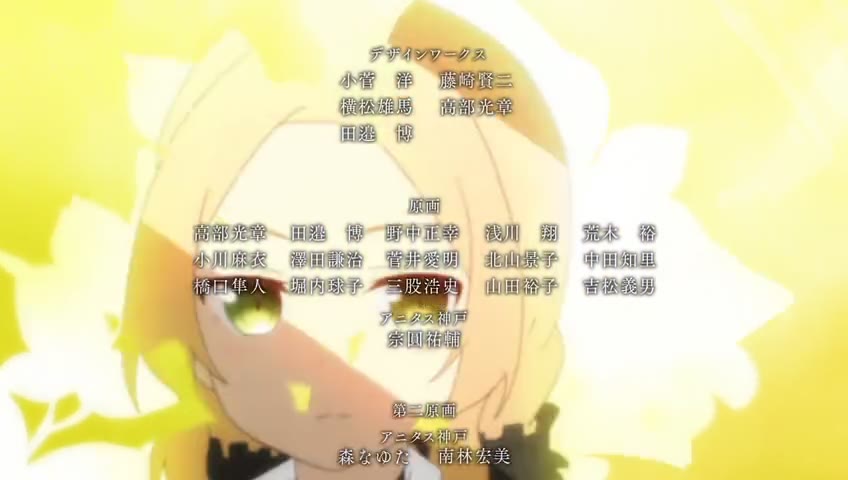 デザインワークス
小菅　洋　藤崎賢二
横松雄馬　高部光章
田邉　博
原画
高部光章　田邉　博　野中正幸　浅川　翔　荒木　裕
小川麻衣　澤田謙治　菅井愛明　北山景子　中田知里
橋口隼人　堀内球子　三股浩史　山田裕子　吉松義男
アニタス神戸
宗圓祐輔
第二原画
アニタス神戸
森なゆた　南林宏美